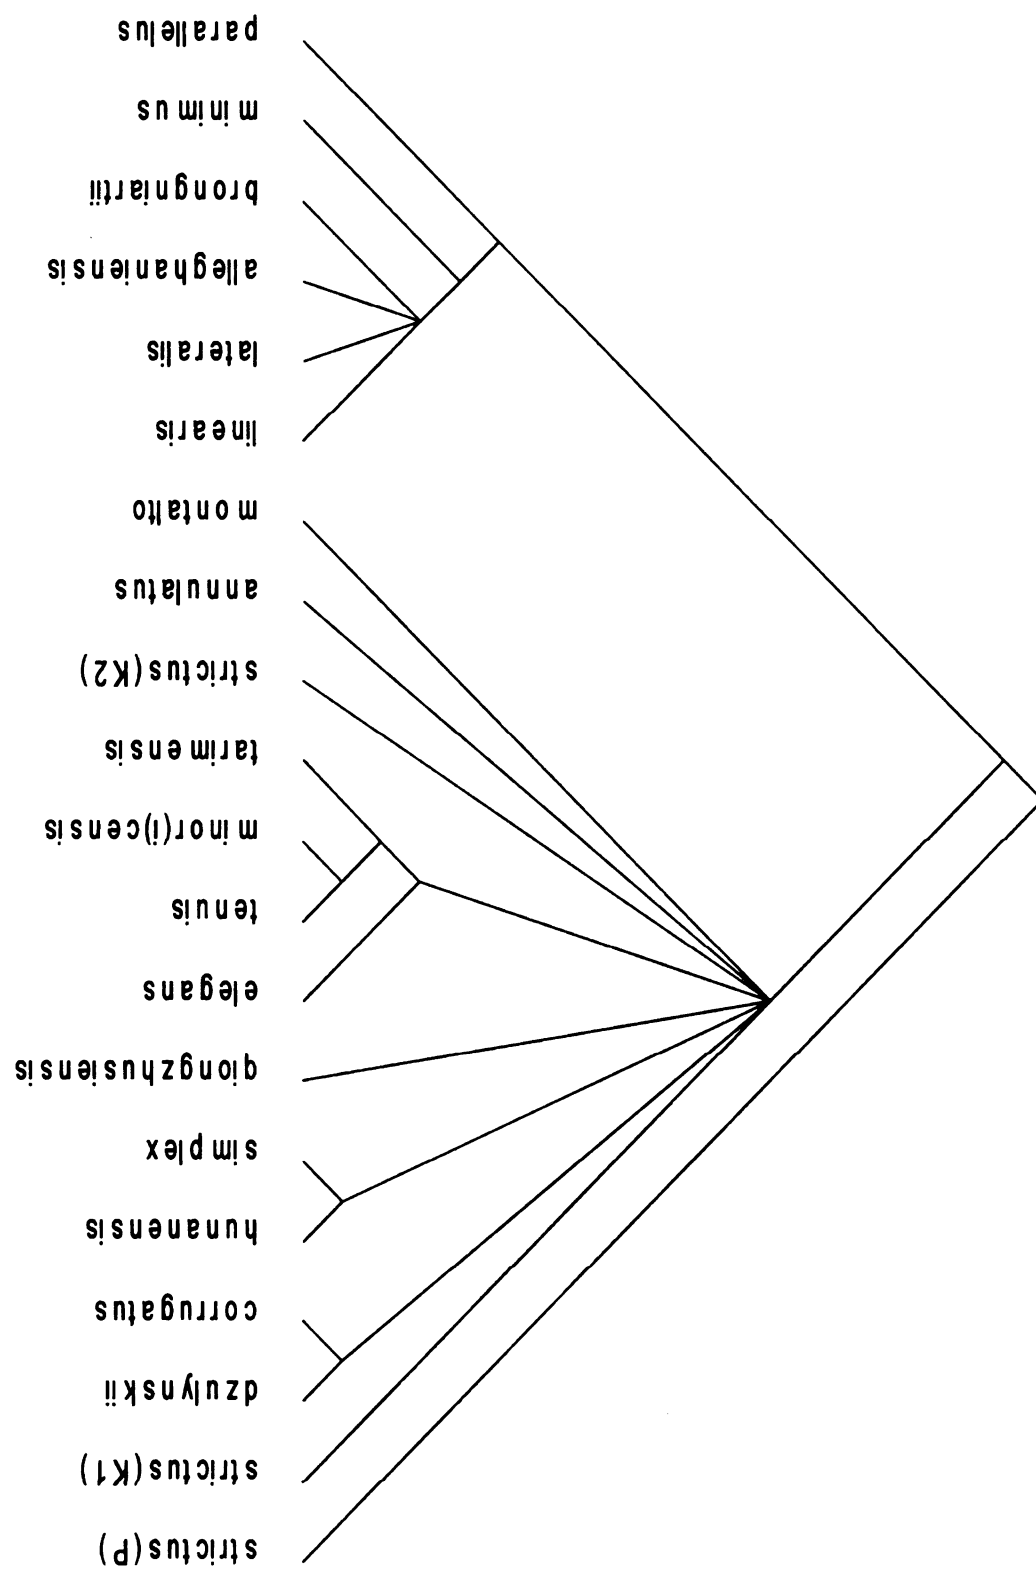 strictus(P)
strictus(K1)
dzulynskii
corrugatus
hunanensis
simplex
qiongzhusiensis
elegans
tenuis
minor(i)censis
tarimensis
strictus(K2)
annulatus
montalto
linearis
lateralis
alleghaniensis
brongniartii
minimus
parallelus